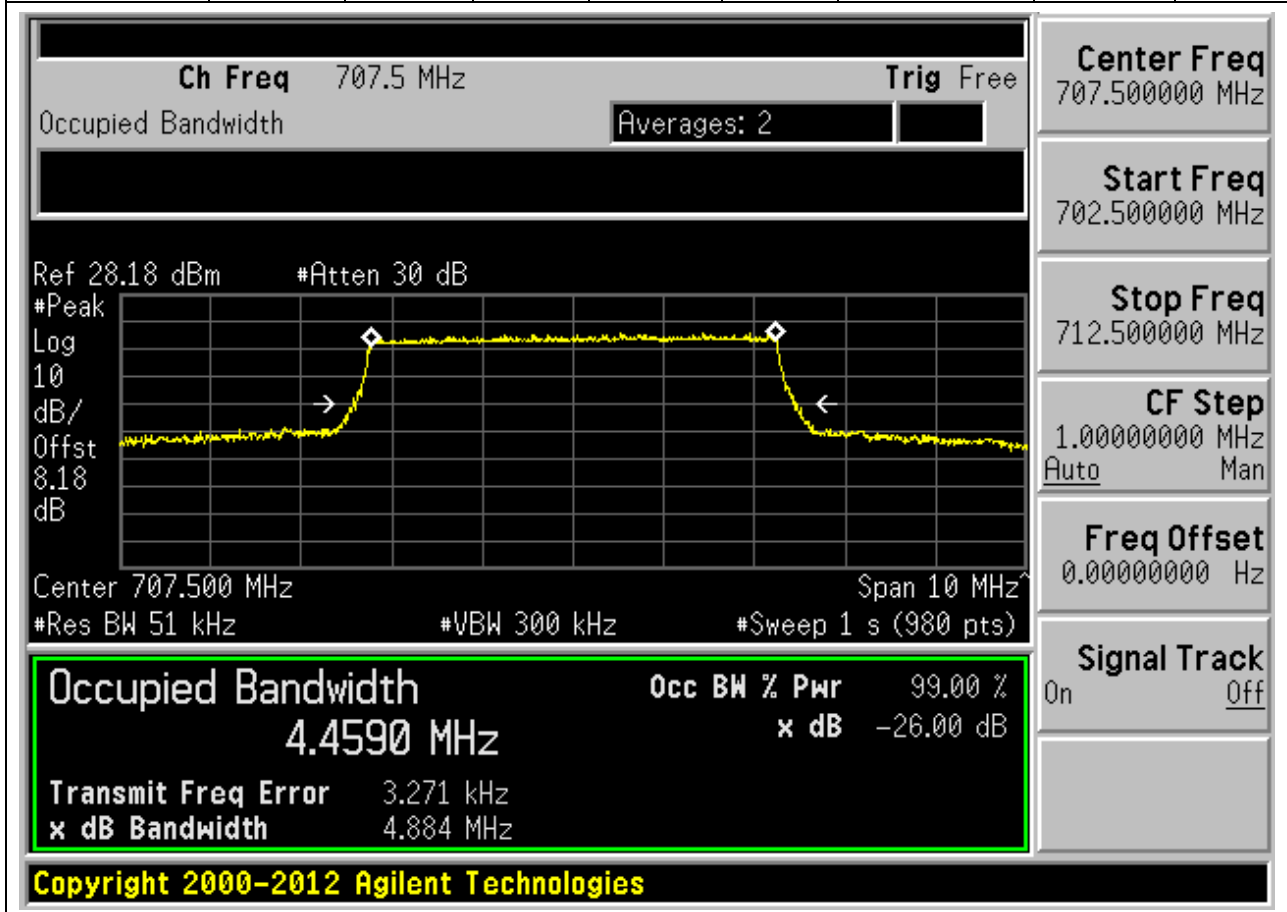 Ch Freq 707.5 MHz Trig Free
Occupied Bandwidth Averages: 2
Ref 28.18 dBm #Atten 30 dB
#Peak
Log
10
dB/
Offst
8.18
dB
Center 707.500 MHz Span 10 MHz^
#Res BW 51 kHz #VBW 300 kHz #Sweep 1 s (980 pts)
Occupied Bandwidth Occ BW % Pwr 99.00 %
4.4590 MHz x dB -26.00 dB
Transmit Freq Error 3.271 kHz
x dB Bandwidth 4.884 MHz
Copyright 2000-2012 Agilent Technologies
Center Freq
707.500000 MHz
Start Freq
702.500000 MHz
Stop Freq
712.500000 MHz
CF Step
1.00000000 MHz
Auto Man
Freq Offset
0.00000000 Hz
Signal Track
On Off